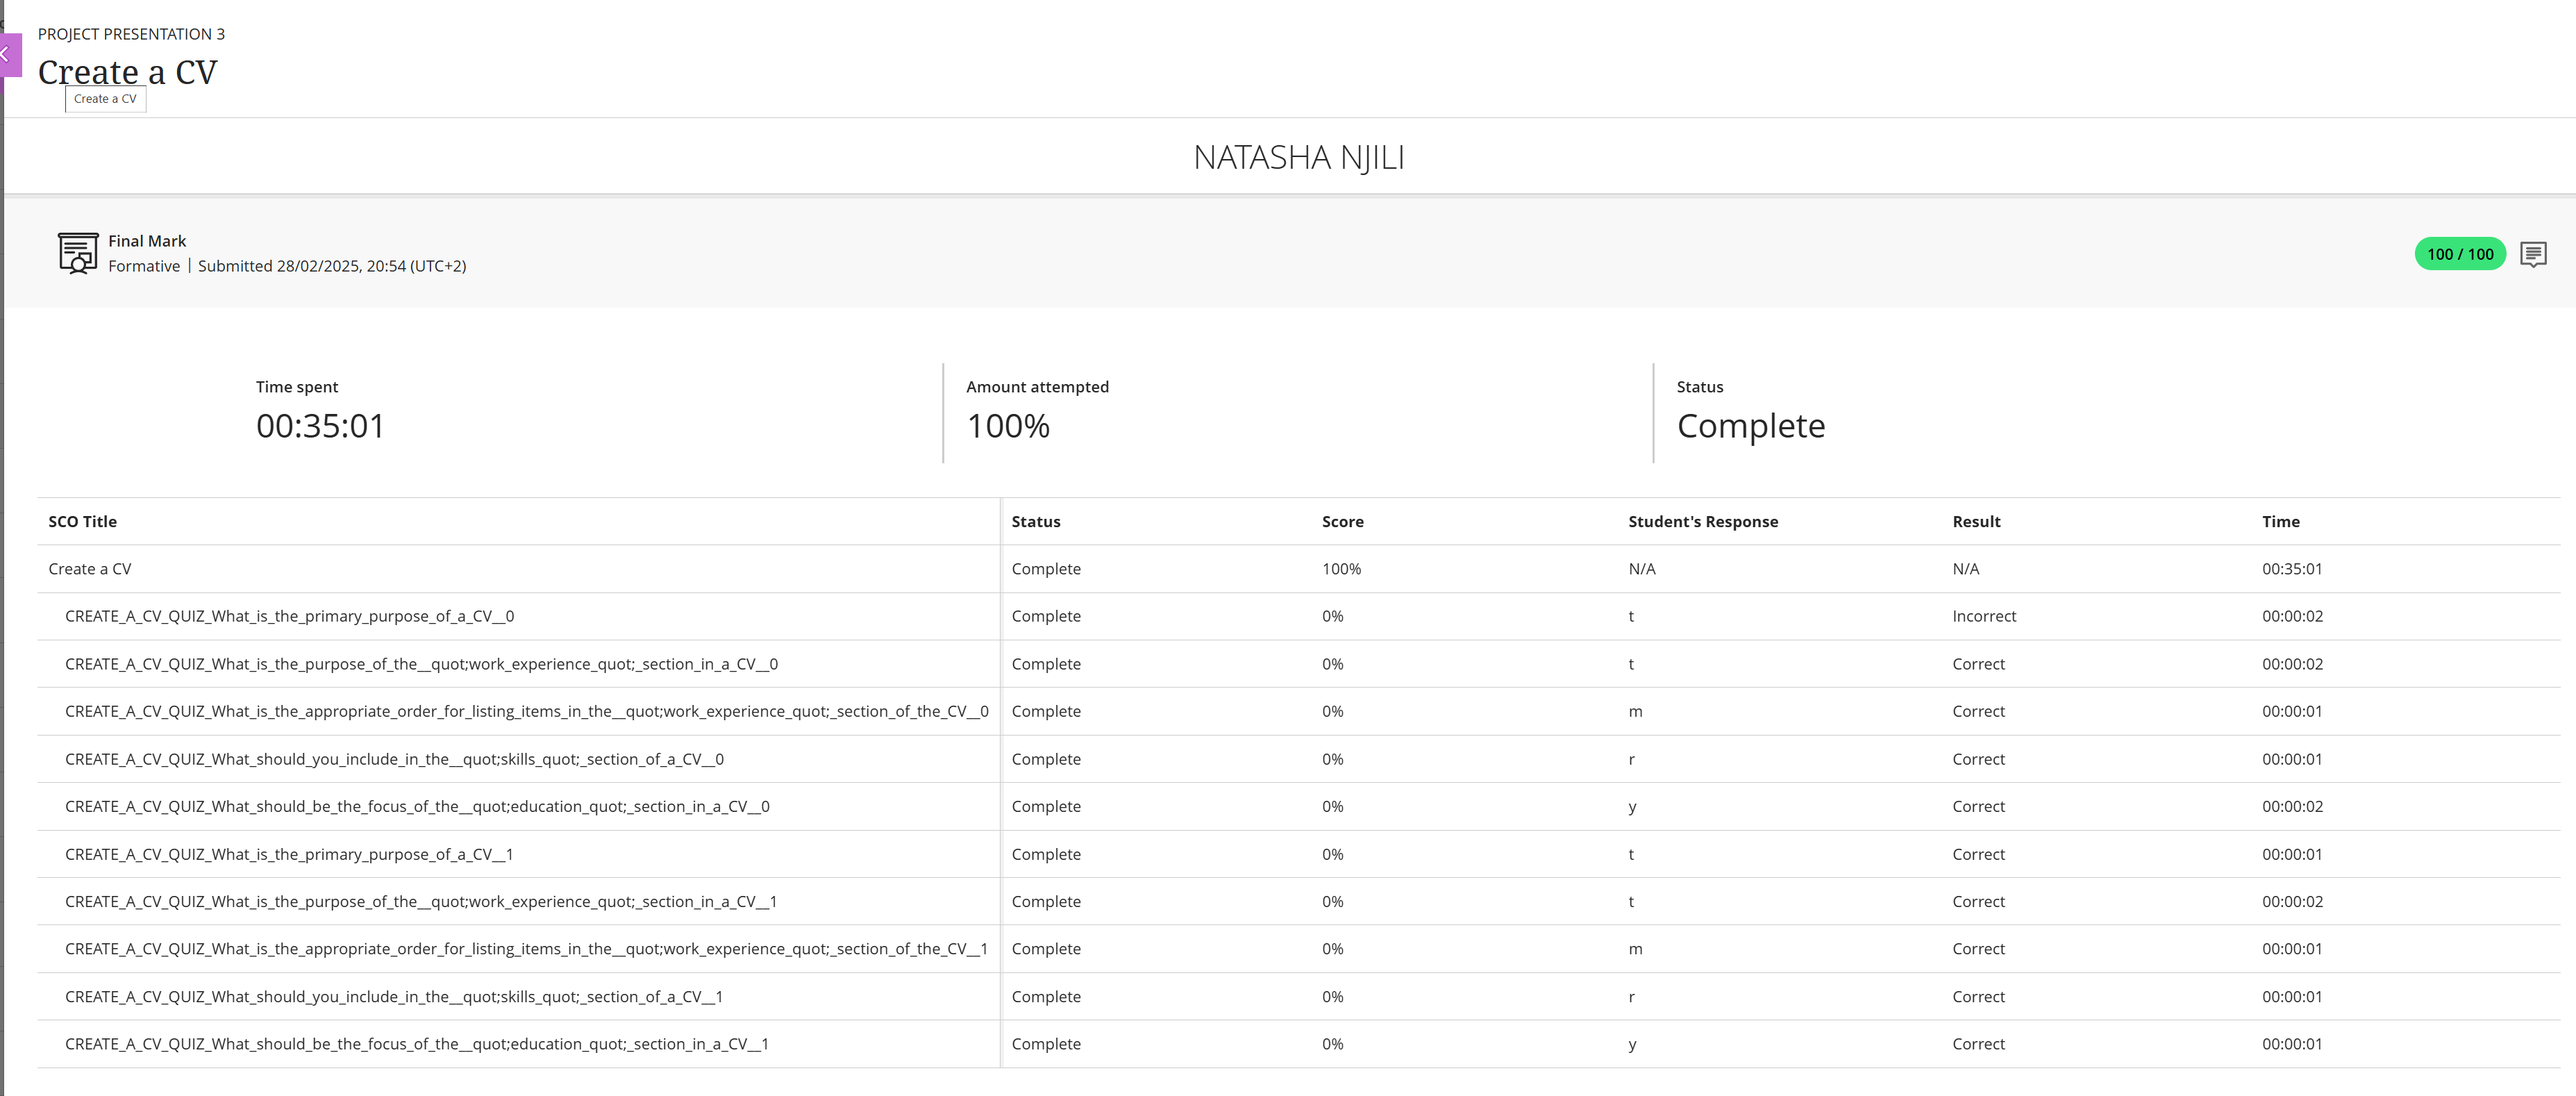 PROJECT PRESENTATION 3
Create a CV
Create a CV
NATASHA NJILI
Final Mark
Formative | Submitted 28/02/2025, 20:54 (UTC+2)
100 / 100
Time spent
00:35:01
Amount attempted
100%
Status
Complete
SCO Title Status Score Student's Response Result Time
Create a CV Complete 100% N/A N/A 00:35:01
CREATE_A_CV_QUIZ_What_is_the_primary_purpose_of_a_CV__0 Complete 0% t Incorrect 00:00:02
CREATE_A_CV_QUIZ_What_is_the_purpose_of_the__quot;work_experience_quot;_section_in_a_CV__0 Complete 0% t Correct 00:00:02
CREATE_A_CV_QUIZ_What_is_the_appropriate_order_for_listing_items_in_the__quot;work_experience_quot;_section_of_the_CV__0 Complete 0% m Correct 00:00:01
CREATE_A_CV_QUIZ_What_should_you_include_in_the__quot;skills_quot;_section_of_a_CV__0 Complete 0% r Correct 00:00:01
CREATE_A_CV_QUIZ_What_should_be_the_focus_of_the__quot;education_quot;_section_in_a_CV__0 Complete 0% y Correct 00:00:02
CREATE_A_CV_QUIZ_What_is_the_primary_purpose_of_a_CV__1 Complete 0% t Correct 00:00:01
CREATE_A_CV_QUIZ_What_is_the_purpose_of_the__quot;work_experience_quot;_section_in_a_CV__1 Complete 0% t Correct 00:00:02
CREATE_A_CV_QUIZ_What_is_the_appropriate_order_for_listing_items_in_the__quot;work_experience_quot;_section_of_the_CV__1 Complete 0% m Correct 00:00:01
CREATE_A_CV_QUIZ_What_should_you_include_in_the__quot;skills_quot;_section_of_a_CV__1 Complete 0% r Correct 00:00:01
CREATE_A_CV_QUIZ_What_should_be_the_focus_of_the__quot;education_quot;_section_in_a_CV__1 Complete 0% y Correct 00:00:01